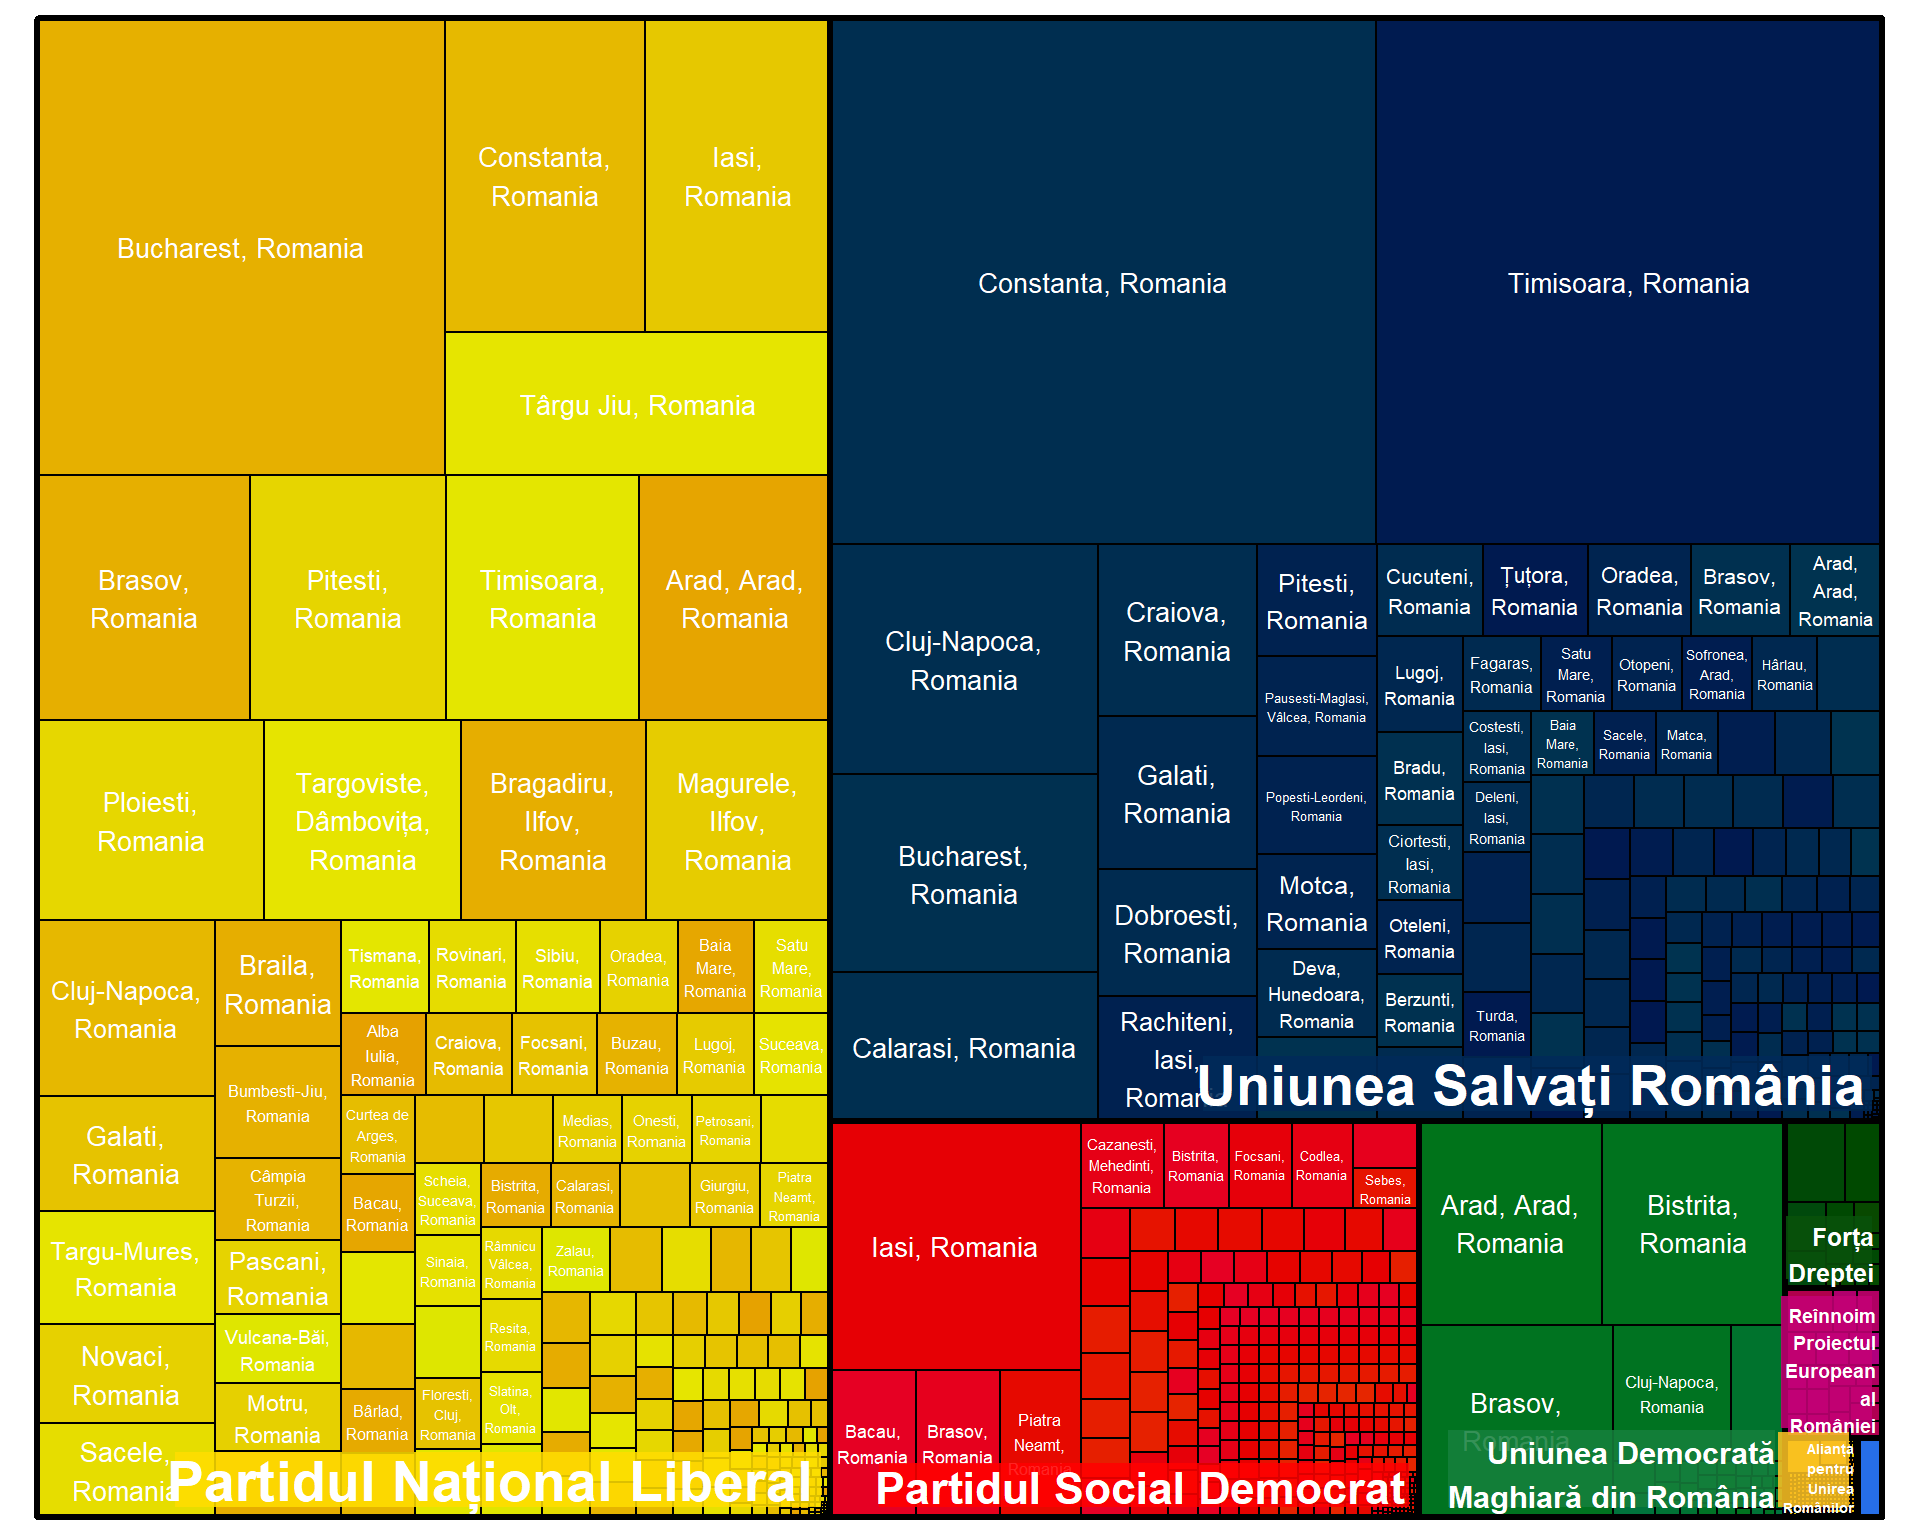 Bucharest, Romania
Constanta,
Romania
Iasi,
Romania
Târgu Jiu, Romania
Brasov,
Romania
Pitesti,
Romania
Timisoara,
Romania
Arad, Arad,
Romania
Ploiesti,
Romania
Targoviste,
Dâmbovița,
Romania
Bragadiru,
Ilfov,
Romania
Magurele,
Ilfov,
Romania
Cluj-Napoca,
Romania
Galati,
Romania
Targu-Mures,
Romania
Novaci,
Romania
Sacele,
Romania
Braila,
Romania
Bumbesti-Jiu,
Romania
Câmpia
Turzii,
Romania
Pascani,
Romania
Vulcana-Băi,
Romania
Motru,
Romania
Tismana,
Romania
Rovinari,
Romania
Sibiu,
Romania
Oradea,
Romania
Baia
Mare,
Romania
Satu
Mare,
Romania
Alba
Iulia,
Romania
Craiova,
Romania
Focsani,
Romania
Buzau,
Romania
Lugoj,
Romania
Suceava,
Romania
Curtea de
Arges,
Romania
Medias,
Romania
Onesti,
Romania
Petrosani,
Romania
Bacau,
Romania
Scheia,
Suceava,
Romania
Bistrita,
Romania
Calarasi,
Romania
Giurgiu,
Romania
Piatra
Neamt,
Romania
Sinaia,
Romania
Râmnicu
Vâlcea,
Romania
Zalau,
Romania
Resita,
Romania
Bârlad,
Romania
Floresti,
Cluj,
Romania
Slatina,
Olt,
Romania
Partidul Național Liberal
Constanta, Romania
Timisoara, Romania
Cluj-Napoca,
Romania
Bucharest,
Romania
Calarasi, Romania
Craiova,
Romania
Galati,
Romania
Dobroesti,
Romania
Rachiteni,
Iasi,
Romania
Pitesti,
Romania
Pausesti-Maglasi,
Vâlcea, Romania
Popesti-Leordeni,
Romania
Motca,
Romania
Deva,
Hunedoara,
Romania
Cucuteni,
Romania
Țuțora,
Romania
Oradea,
Romania
Brasov,
Romania
Arad,
Arad,
Romania
Lugoj,
Romania
Bradu,
Romania
Ciortesti,
Iasi,
Romania
Oteleni,
Romania
Berzunti,
Romania
Fagaras,
Romania
Satu
Mare,
Romania
Otopeni,
Romania
Sofronea,
Arad,
Romania
Hârlau,
Romania
Costesti,
Iasi,
Romania
Baia
Mare,
Romania
Sacele,
Romania
Matca,
Romania
Deleni,
Iasi,
Romania
Turda,
Romania
Uniunea Salvați România
Iasi, Romania
Bacau,
Romania
Brasov,
Romania
Piatra
Neamt,
Romania
Cazanesti,
Mehedinti,
Romania
Bistrita,
Romania
Focsani,
Romania
Codlea,
Romania
Sebes,
Romania
Partidul Social Democrat
Arad, Arad,
Romania
Bistrita,
Romania
Brasov,
Romania
Cluj-Napoca,
Romania
Uniunea Democrată
Maghiară din România
Forța
Dreptei
Reînnoim
Proiectul
European
al
României
Alianța
pentru
Unirea
Românilor